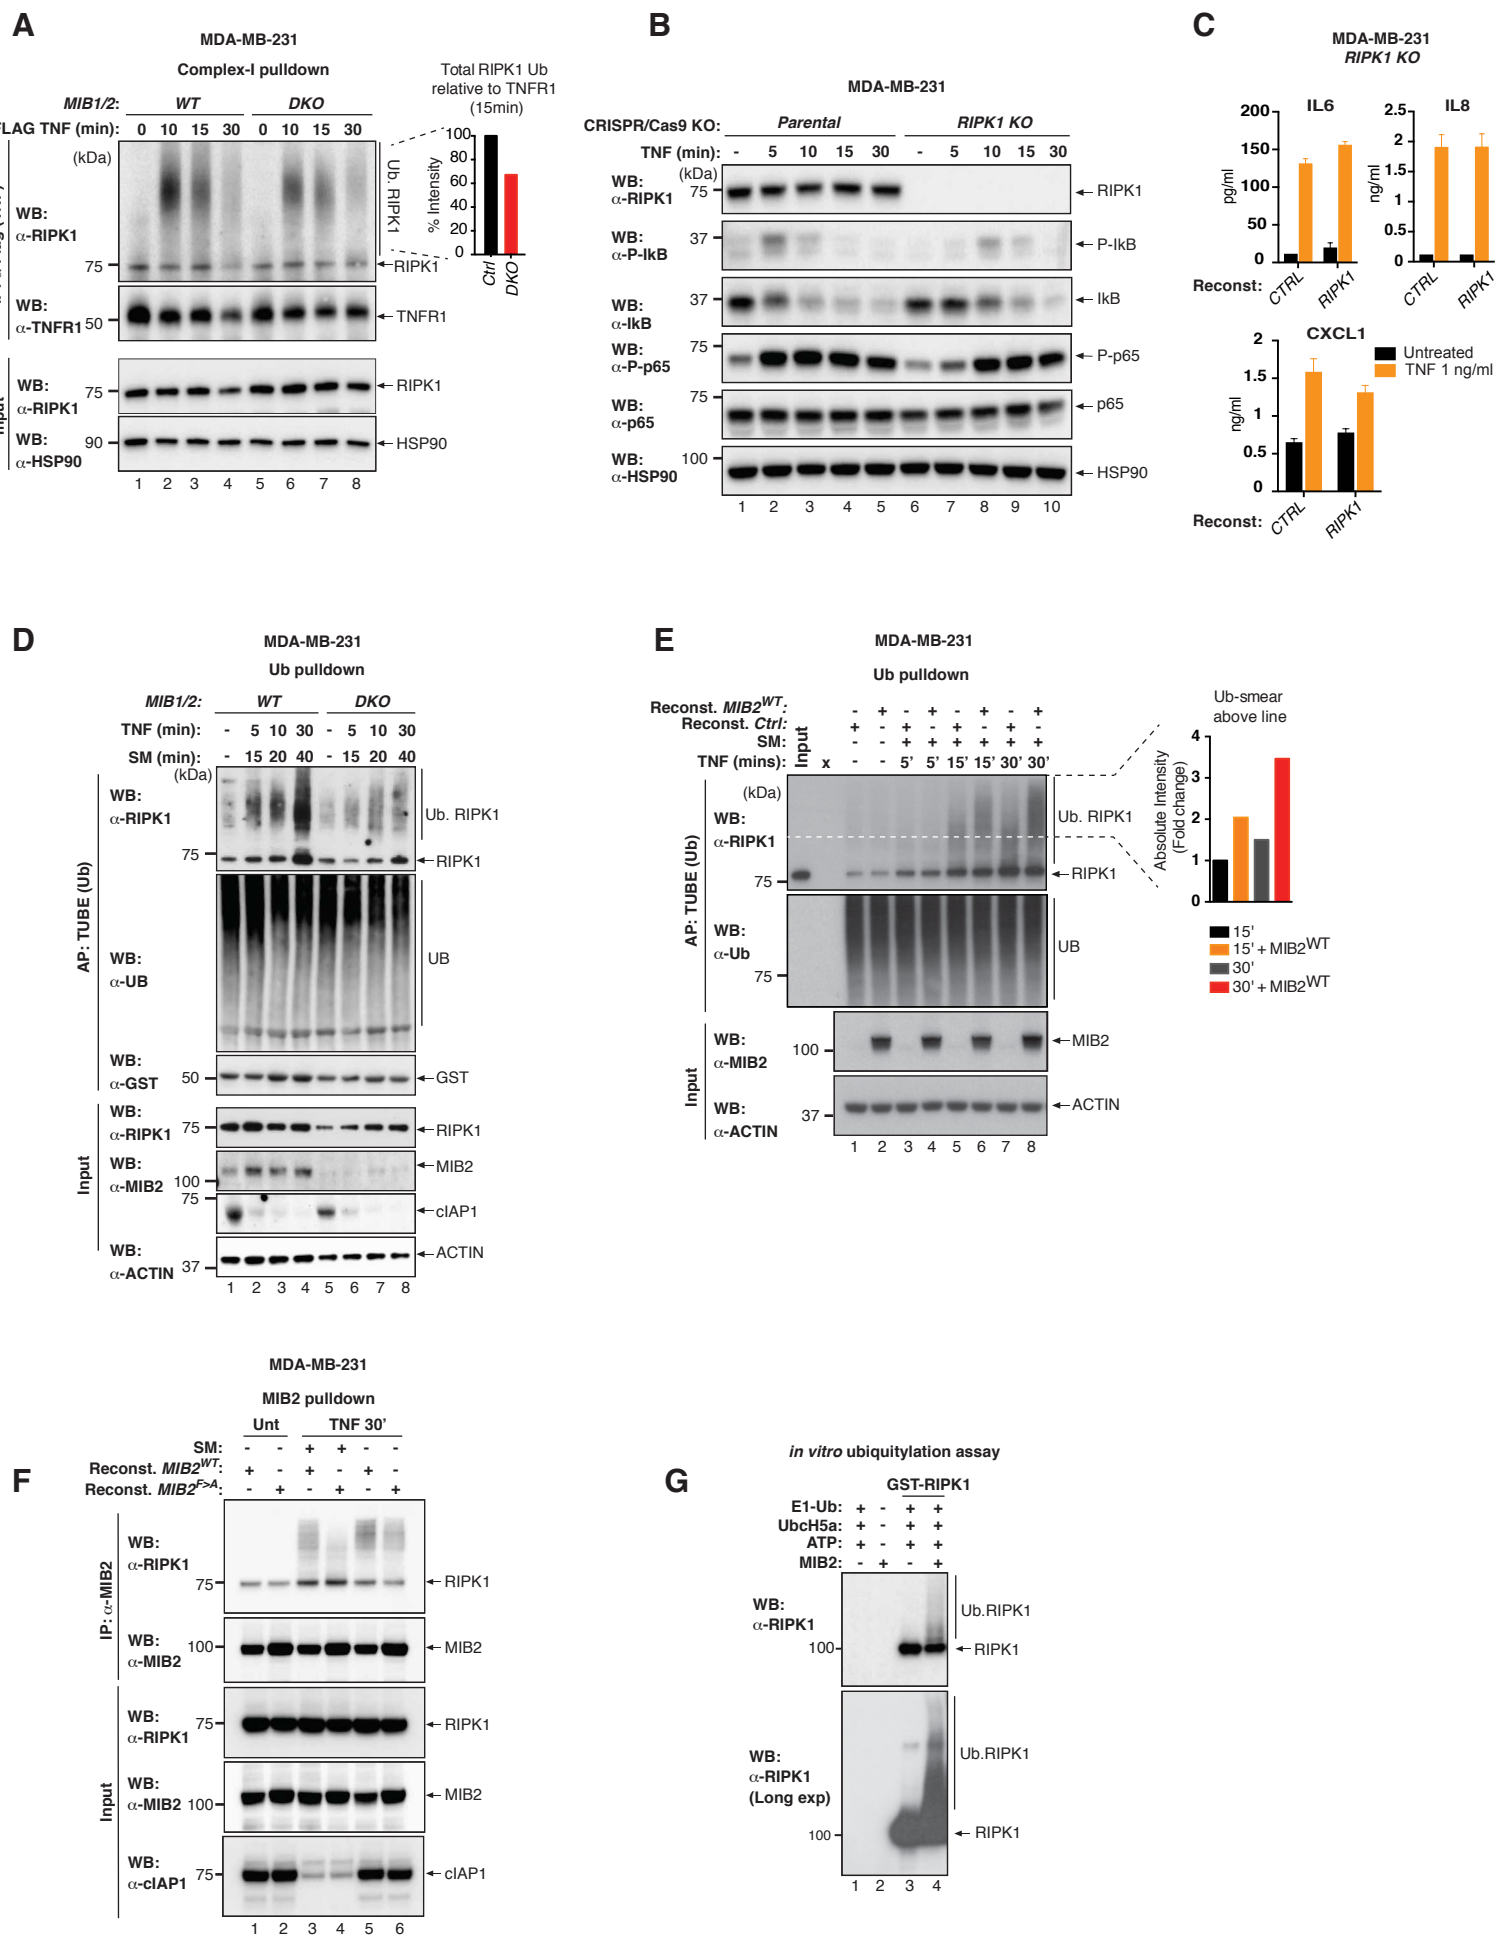 A
MDA-MB-231
Complex-I pulldown
MIB1/2: WT DKO
FLAG TNF (min): 0 10 15 30 0 10 15 30
(kDa)
WB:
α-RIPK1
75
Ub. RIPK1
RIPK1
WB:
α-TNFR1 50
TNFR1
WB:
α-RIPK1
75
RIPK1
WB:
α-HSP90
90
HSP90
Input
1 2 3 4 5 6 7 8
Total RIPK1 Ub
relative to TNFR1
(15min)
% Intensity
100
80
60
40
20
0
Ctrl
DKO
B
MDA-MB-231
CRISPR/Cas9 KO: Parental RIPK1 KO
TNF (min): - 5 10 15 30 - 5 10 15 30
(kDa)
WB:
α-RIPK1
75
RIPK1
WB:
α-P-IkB
37
P-IkB
WB:
α-IkB
37
IkB
WB:
α-P-p65
75
P-p65
WB:
α-p65
75
p65
WB:
α-HSP90
100
HSP90
1 2 3 4 5 6 7 8 9 10
C
MDA-MB-231
RIPK1 KO
IL6
pg/ml
150
100
50
0
Reconst: CTRL RIPK1
IL8
ng/ml
2.5
2
1.5
1
0.5
0
CTRL RIPK1
CXCL1
ng/ml
2
1.5
1
0.5
0
Untreated
TNF 1 ng/ml
Reconst: CTRL RIPK1
D
MDA-MB-231
Ub pulldown
MIB1/2: WT DKO
TNF (min): - 5 10 30 - 5 10 30
SM (min): - 15 20 40 - 15 20 40
(kDa)
AP: TUBE (Ub)
WB:
α-RIPK1
75
Ub. RIPK1
RIPK1
WB:
α-UB
UB
WB:
α-GST 50
GST
Input
WB:
α-RIPK1 75
RIPK1
WB:
α-MIB2 100
MIB2
75
cIAP1
WB:
α-ACTIN 37
ACTIN
1 2 3 4 5 6 7 8
E
MDA-MB-231
Ub pulldown
Reconst. MIB2WT: - + - + - + - +
Reconst. Ctrl: + - + - + - + -
SM: - - + + + + + +
TNF (mins): - - 5' 5' 15' 15' 30' 30'
Input
x
(kDa)
AP: TUBE (Ub)
WB:
α-RIPK1
75
Ub. RIPK1
RIPK1
WB:
α-Ub
75
UB
Input
WB:
α-MIB2
100
MIB2
WB:
α-ACTIN
37
ACTIN
1 2 3 4 5 6 7 8
Ub-smear
above line
Absolute Intensity
(Fold change)
4
3
2
1
0
15'
15' + MIB2WT
30'
30' + MIB2WT
F
MDA-MB-231
MIB2 pulldown
Unt TNF 30'
SM: - - + + - -
Reconst. MIB2WT: + - + - + -
Reconst. MIB2F>A: - + - + - +
IP: α-MIB2
WB:
α-RIPK1
75
RIPK1
WB:
α-MIB2
100
MIB2
Input
WB:
α-RIPK1
75
RIPK1
WB:
α-MIB2 100
MIB2
WB:
α-cIAP1
75
cIAP1
1 2 3 4 5 6
G
in vitro ubiquitylation assay
GST-RIPK1
E1-Ub: + - + +
UbcH5a: + - + +
ATP: + - + +
MIB2: - + - +
WB:
α-RIPK1
100
Ub.RIPK1
RIPK1
WB:
α-RIPK1
(Long exp)
100
Ub.RIPK1
RIPK1
1 2 3 4